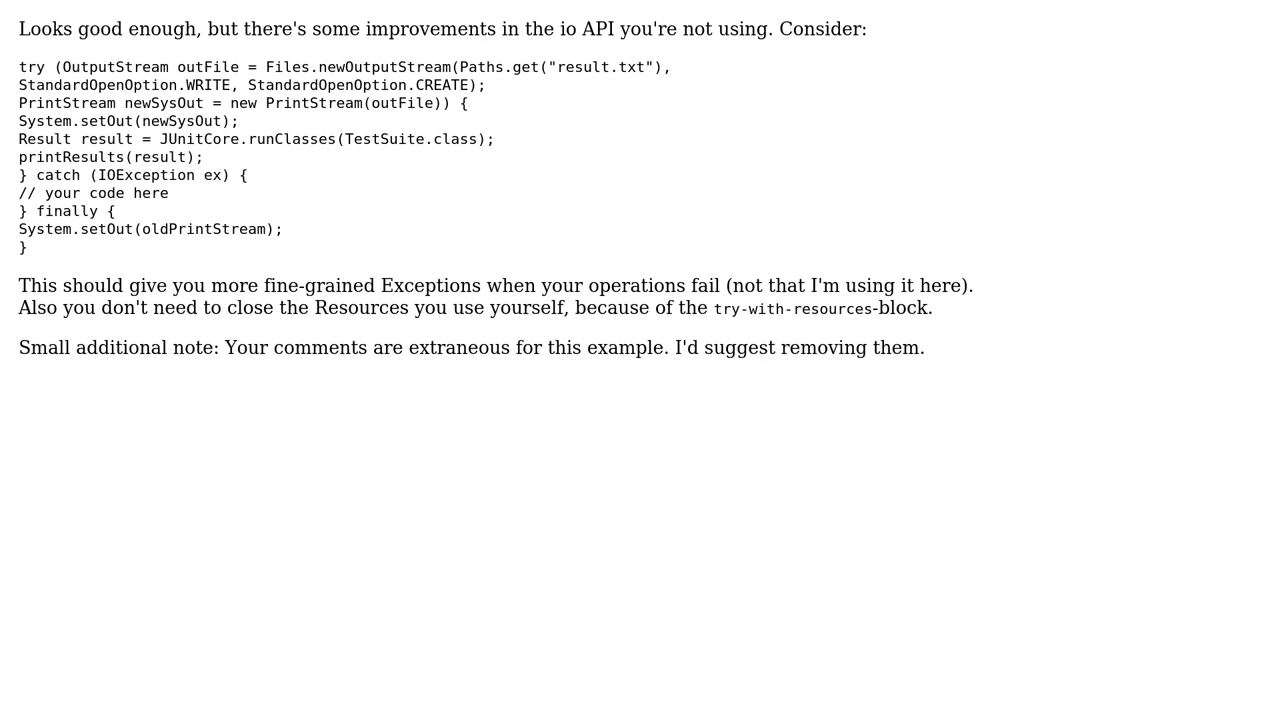 Looks good enough, but there's some improvements in the io API you're not using. Consider:
try (OutputStream outFile = Files.newOutputStream(Paths.get("result.txt"),
StandardOpenOption.WRITE, StandardOpenOption.CREATE);
PrintStream newSysOut = new PrintStream(outFile)) {
System.setOut(newSysOut);
Result result = JUnitCore.runClasses(TestSuite.class);
printResults(result);
} catch (IOException ex) {
// your code here
} finally {
System.setOut(oldPrintStream);
}
This should give you more fine-grained Exceptions when your operations fail (not that I'm using it here).
Also you don't need to close the Resources you use yourself, because of the try-with-resources-block.
Small additional note: Your comments are extraneous for this example. I'd suggest removing them.